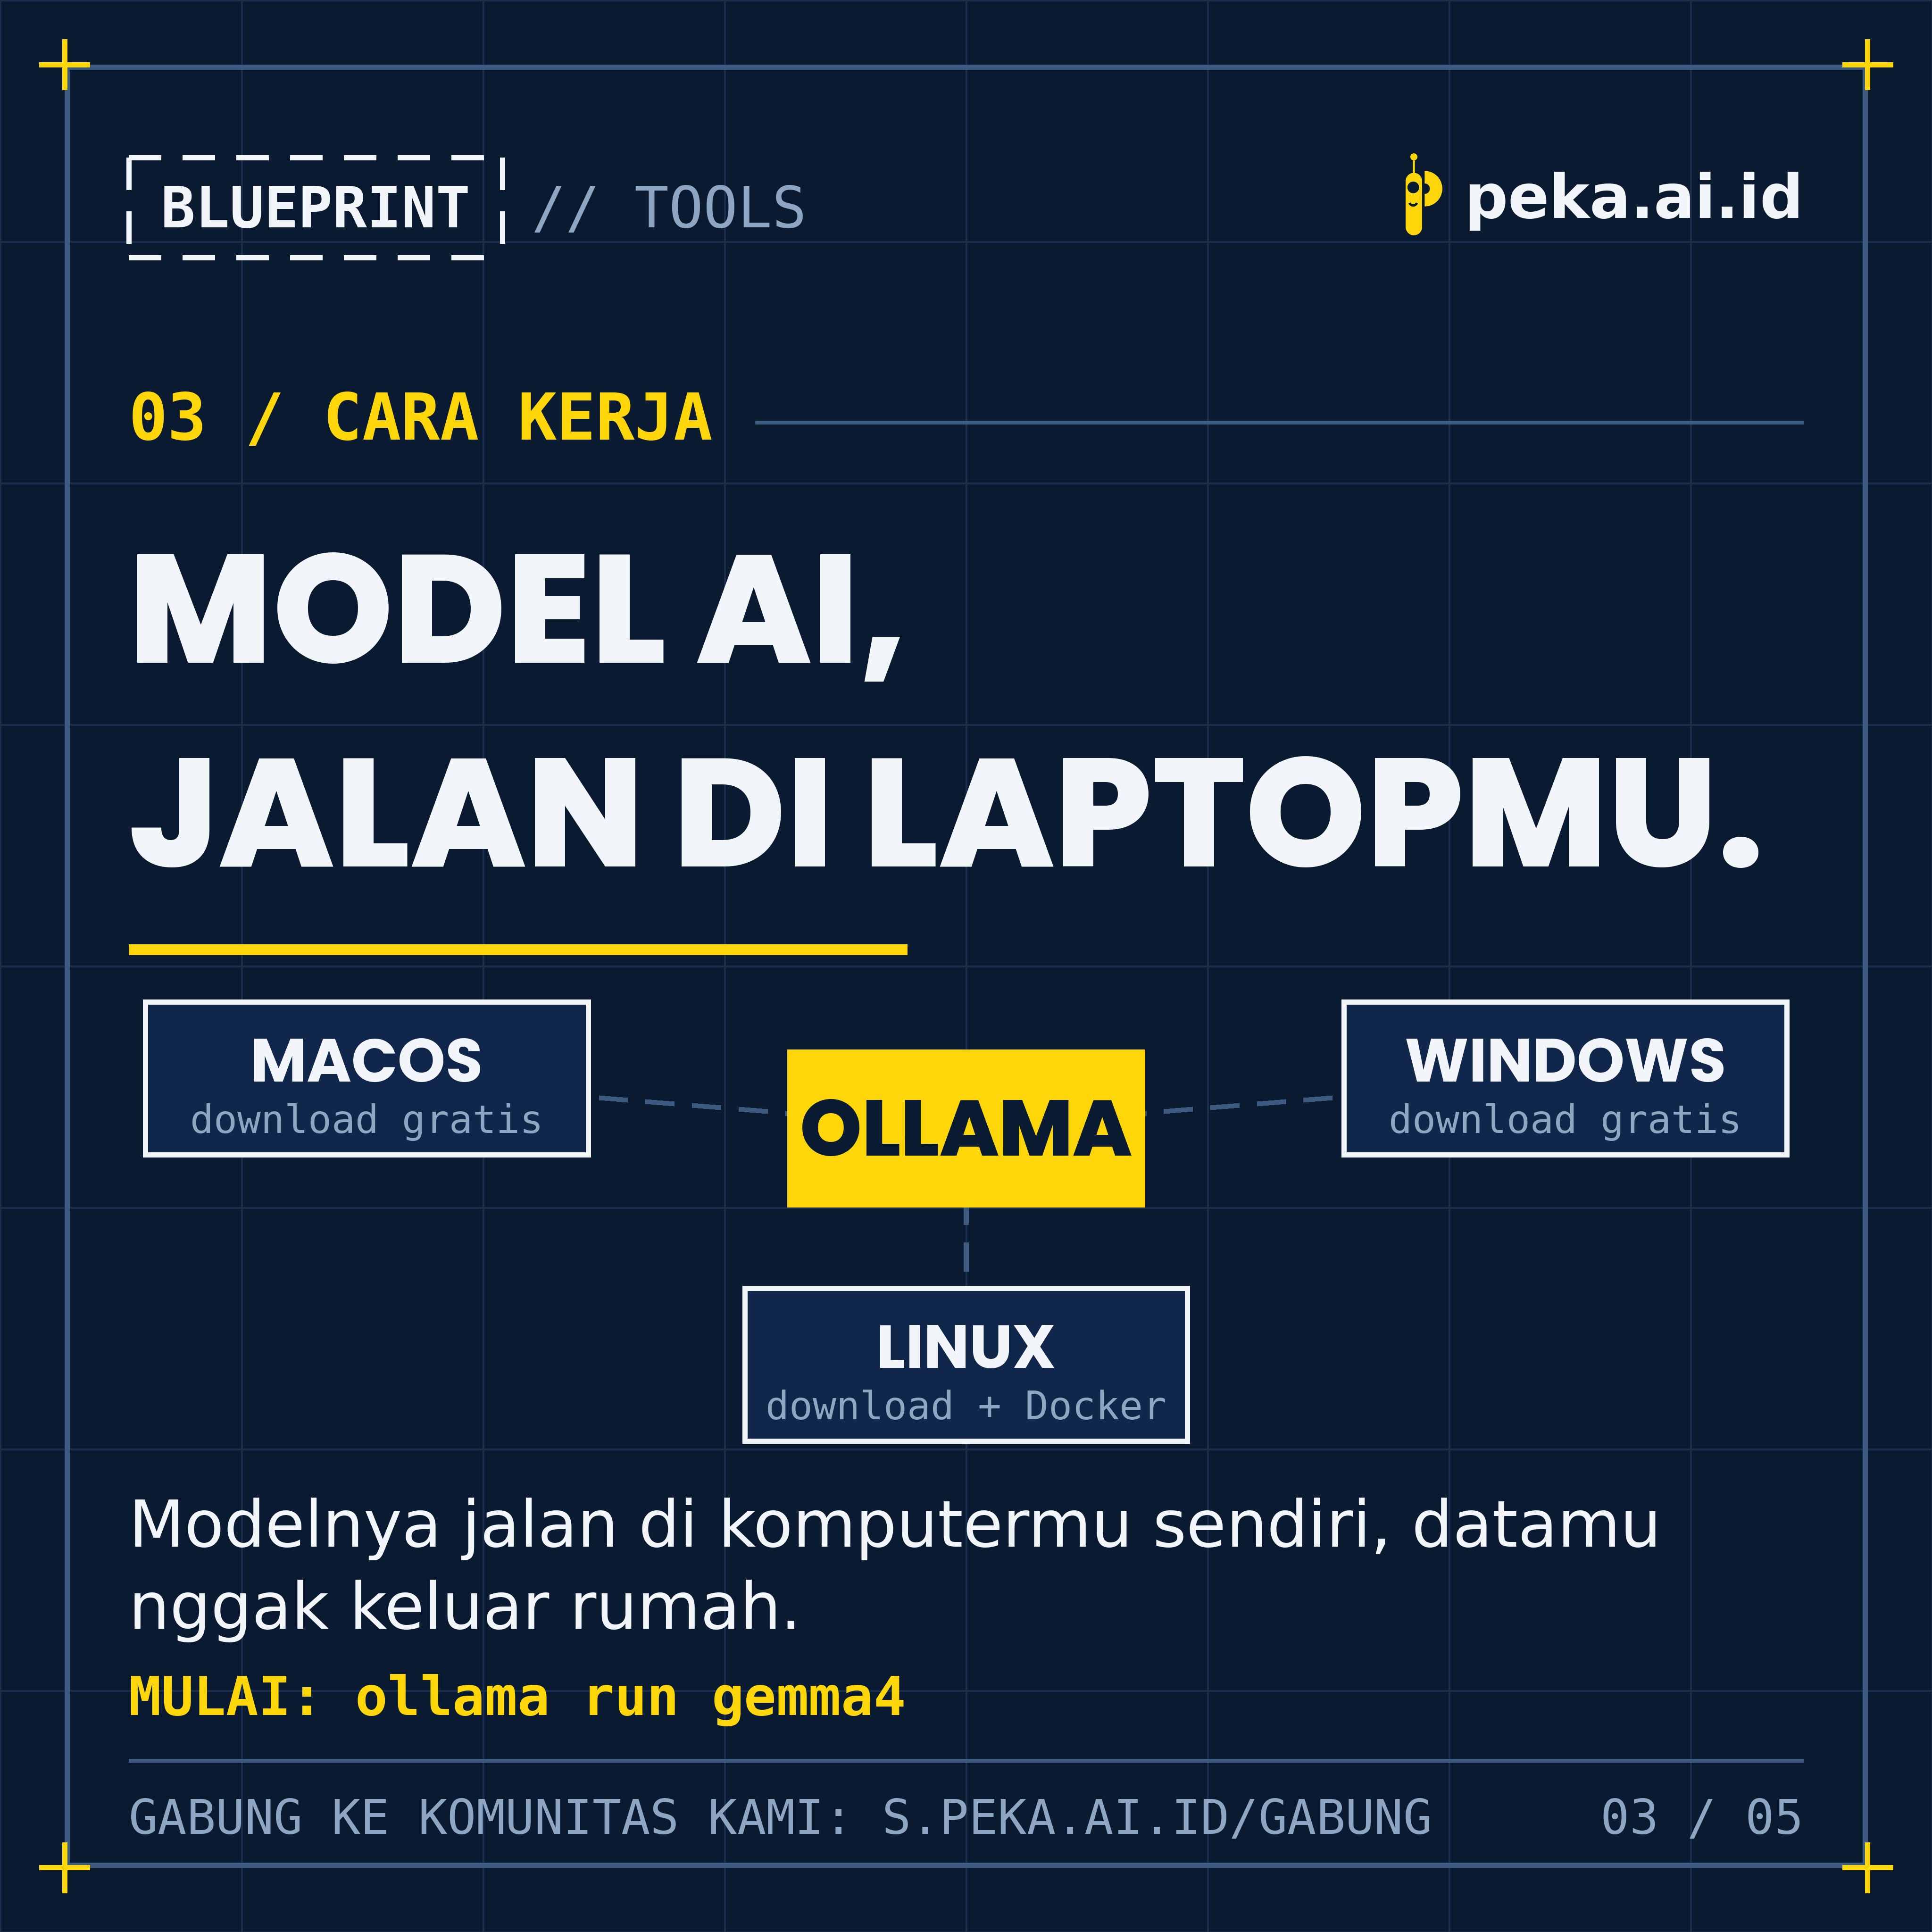 BLUEPRINT // TOOLS
peka.ai.id
03 / CARA KERJA
MODEL AI,
JALAN DI LAPTOPMU.
MACOS
download gratis
OLLAMA
WINDOWS
download gratis
LINUX
download + Docker
Modelnya jalan di komputermu sendiri, datamu
nggak keluar rumah.
MULAI: ollama run gemma4
GABUNG KE KOMUNITAS KAMI: S.PEKA.AI.ID/GABUNG
03 / 05